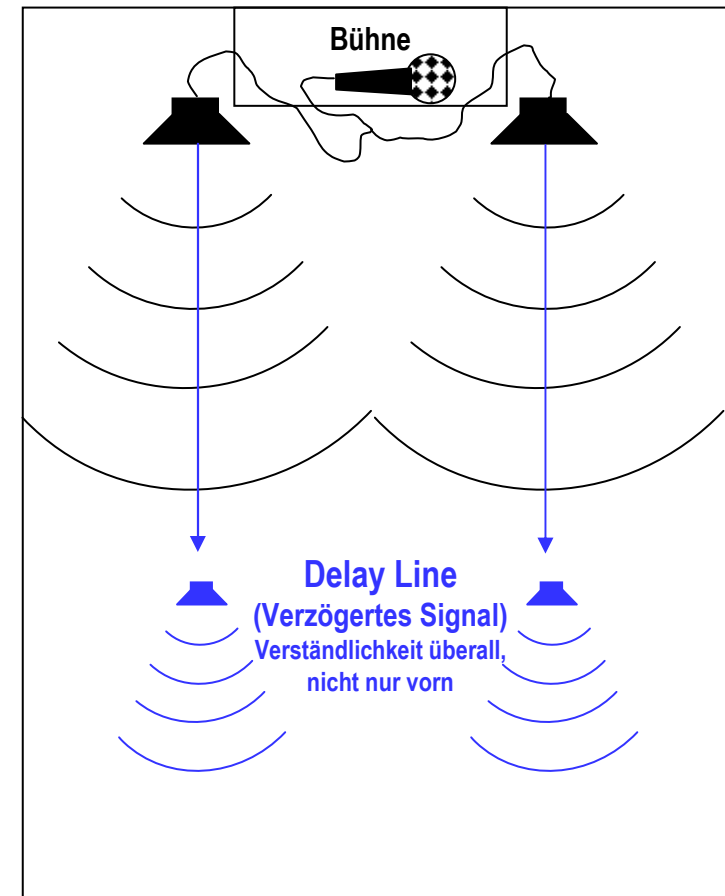 Bühne
Delay Line
(Verzögertes Signal)
Verständlichkeit überall,
nicht nur vorn